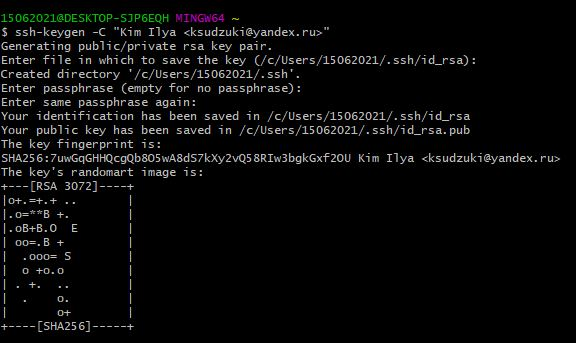 15062021@DESKTOP-SJP6EQH MINGW64 ~
$ ssh-keygen -C "Kim Ilya <ksudzuki@yandex.ru>"
Generating public/private rsa key pair.
Enter file in which to save the key (/c/Users/15062021/.ssh/id_rsa):
Created directory '/c/Users/15062021/.ssh'.
Enter passphrase (empty for no passphrase):
Enter same passphrase again:
Your identification has been saved in /c/Users/15062021/.ssh/id_rsa
Your public key has been saved in /c/Users/15062021/.ssh/id_rsa.pub
The key fingerprint is:
SHA256:7uwGqGHHQcgQb8O5wA8dS7kXy2vQ58RIw3bgkGxf2OU Kim Ilya <ksudzuki@yandex.ru>
The key's randomart image is:
+---[RSA 3072]----+
|o+.=+.+ ..       |
|.o=**B +.        |
|.oB+B.O  E       |
| oo=.B +         |
|  .ooo= S        |
|  o +o.o         |
| . +.  ..        |
|  .     o.       |
|        o+       |
+----[SHA256]-----+